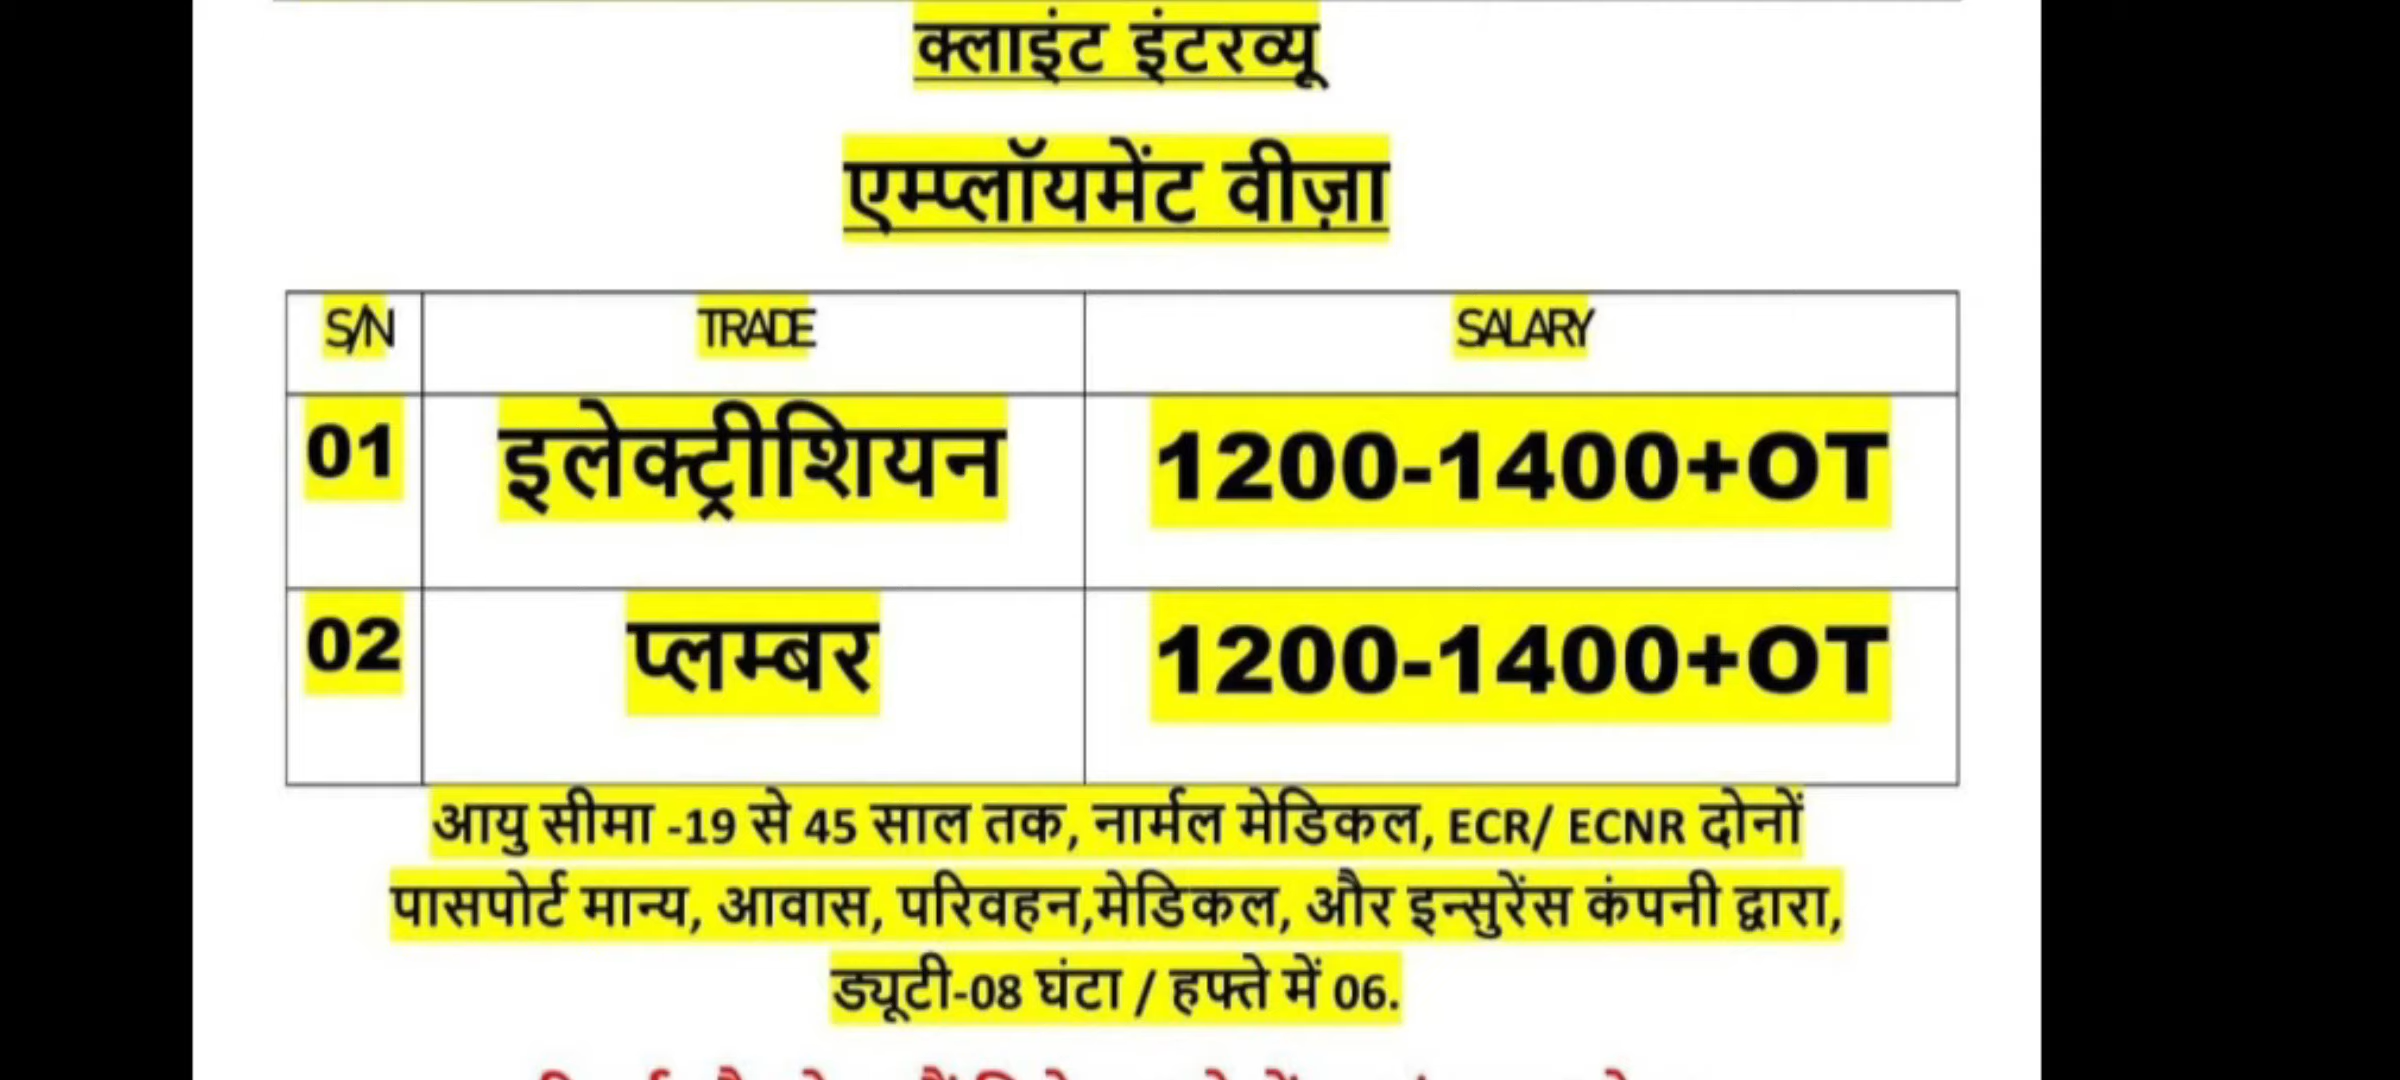 क्लाइंट इंटरव्यू
एम्प्लॉयमेंट वीज़ा
S/N TRADE SALARY
01 इलेक्ट्रीशियन 1200-1400+OT
02 प्लम्बर 1200-1400+OT
आयु सीमा -19 से 45 साल तक, नार्मल मेडिकल, ECR/ ECNR दोनों
पासपोर्ट मान्य, आवास, परिवहन,मेडिकल, और इन्सुरेंस कंपनी द्वारा,
ड्यूटी-08 घंटा / हफ्ते में 06.